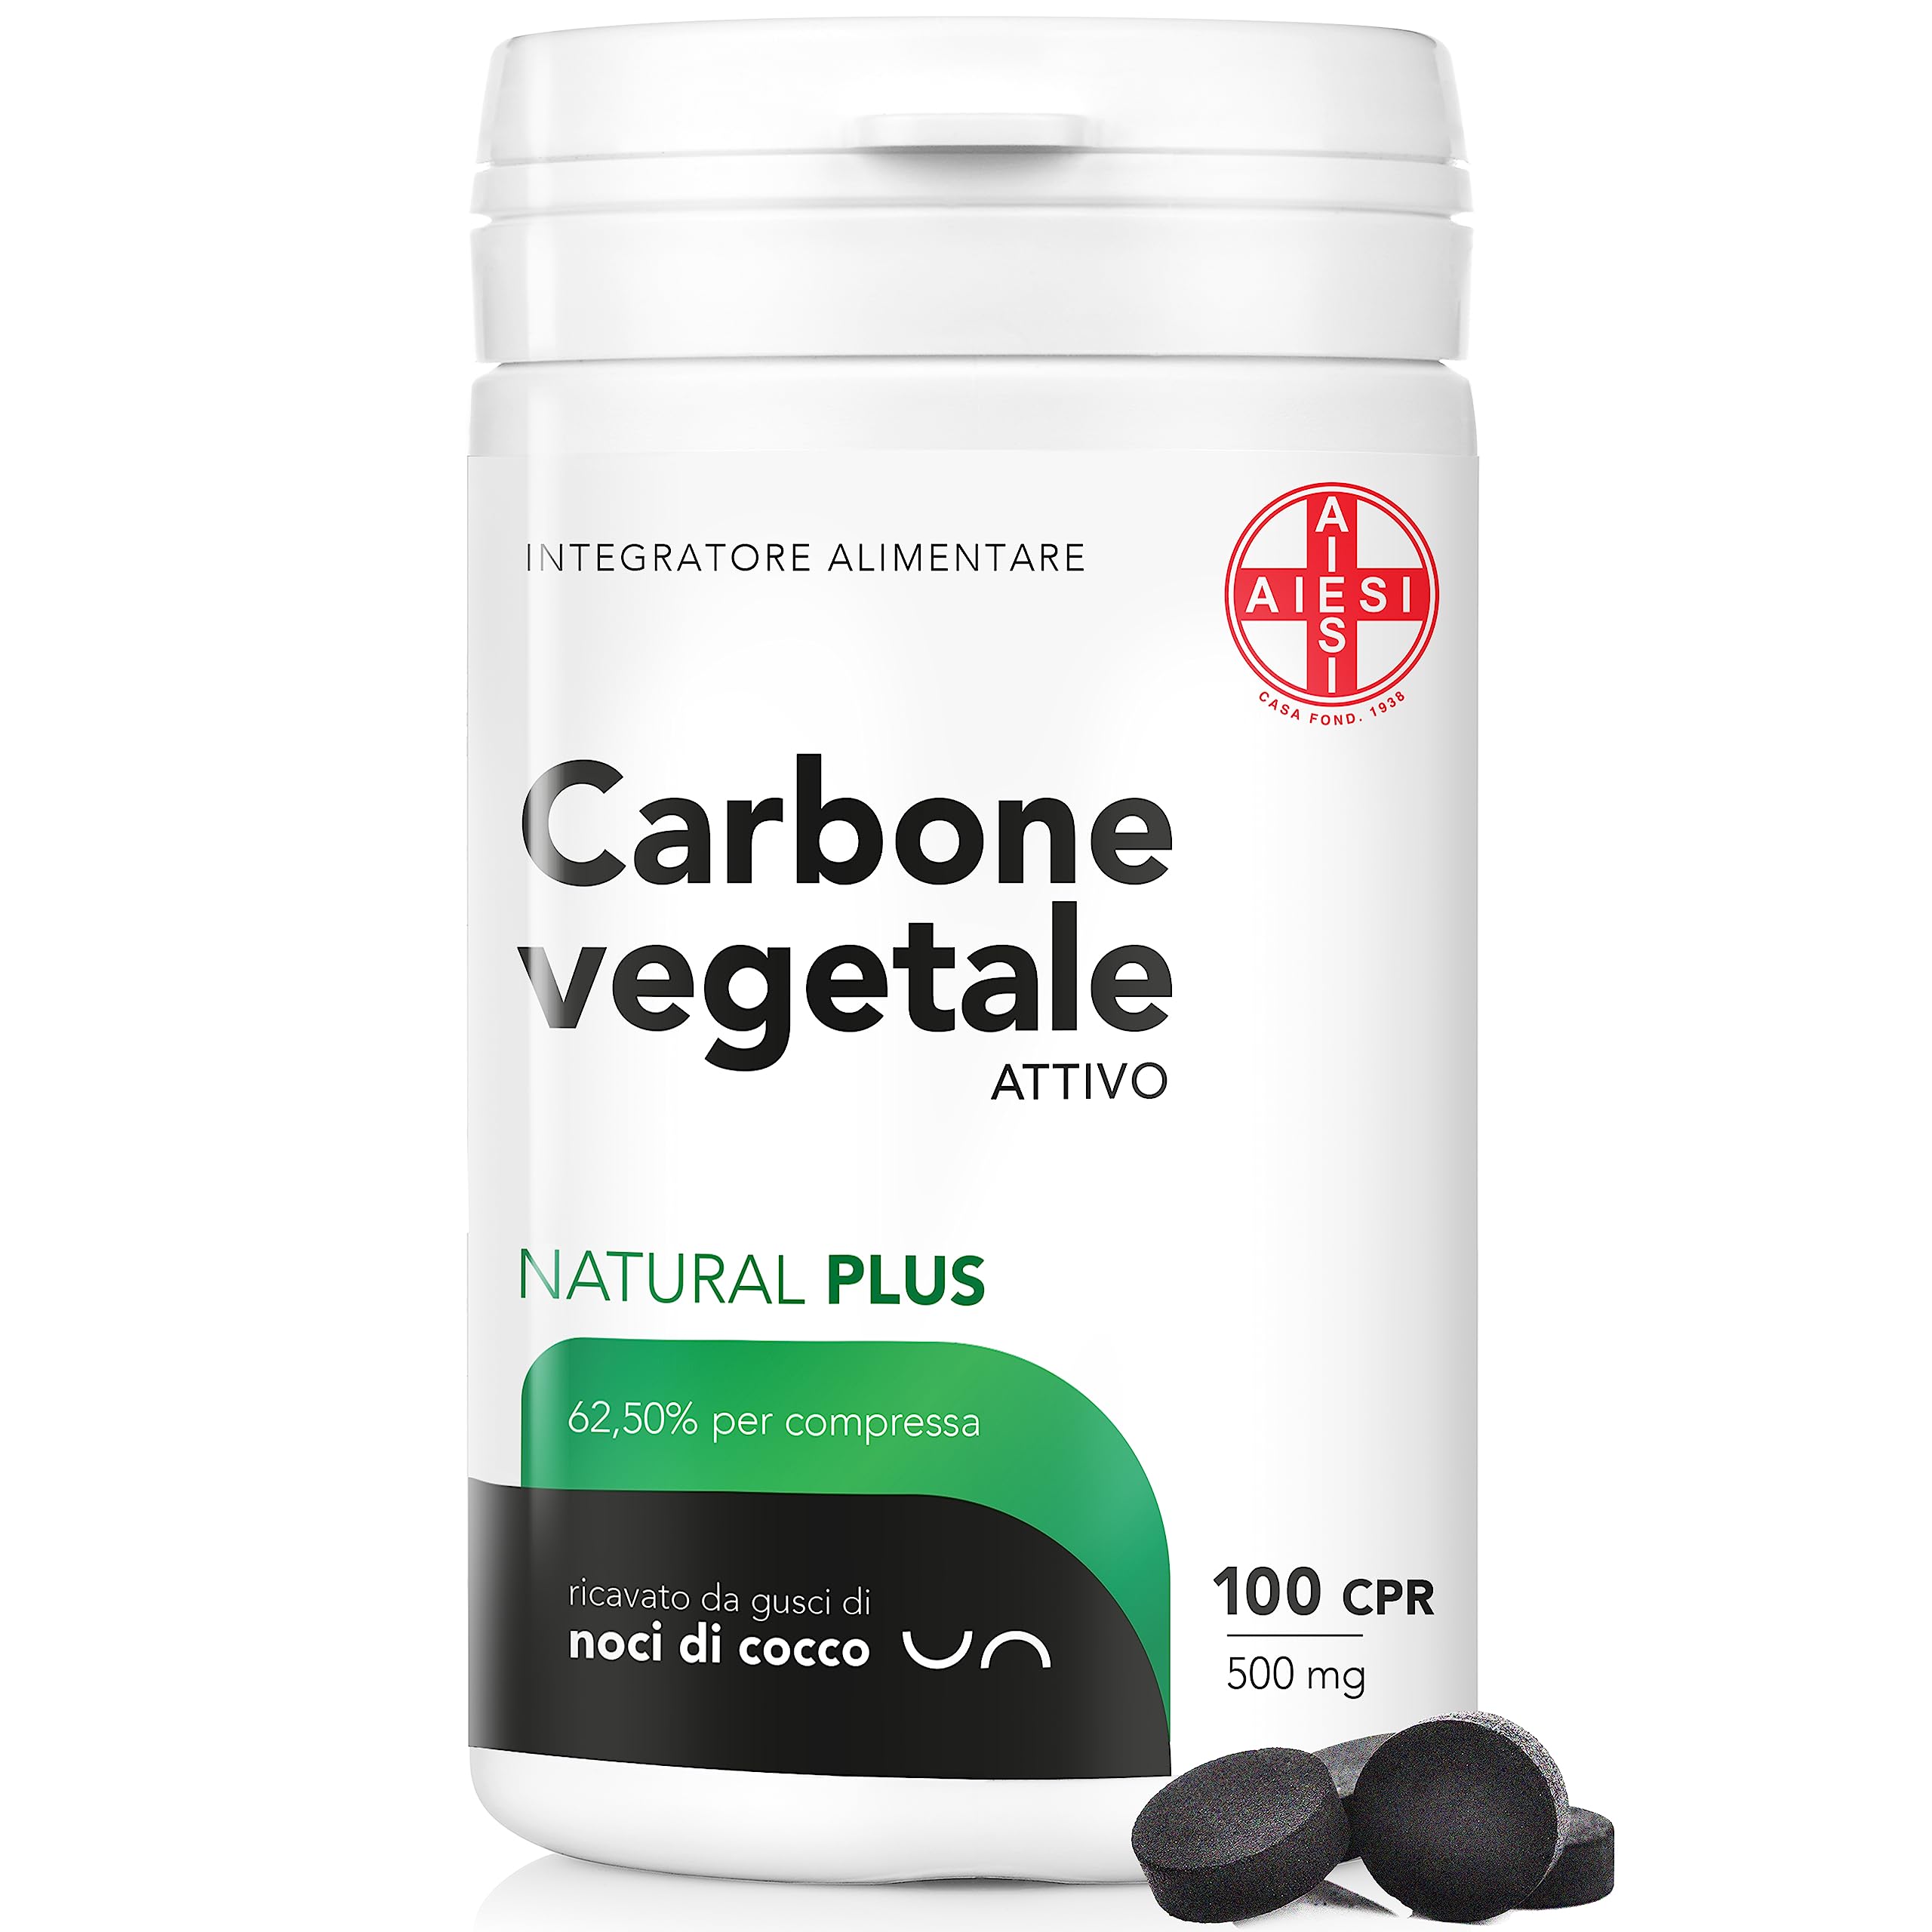 INTEGRATORE ALIMENTARE
AIESI
AIESI
CASA FOND. 1938
Carbone
vegetale
ATTIVO
NATURAL PLUS
62,50% per compressa
ricavato da gusci di
noci di cocco
100 CPR
500 mg